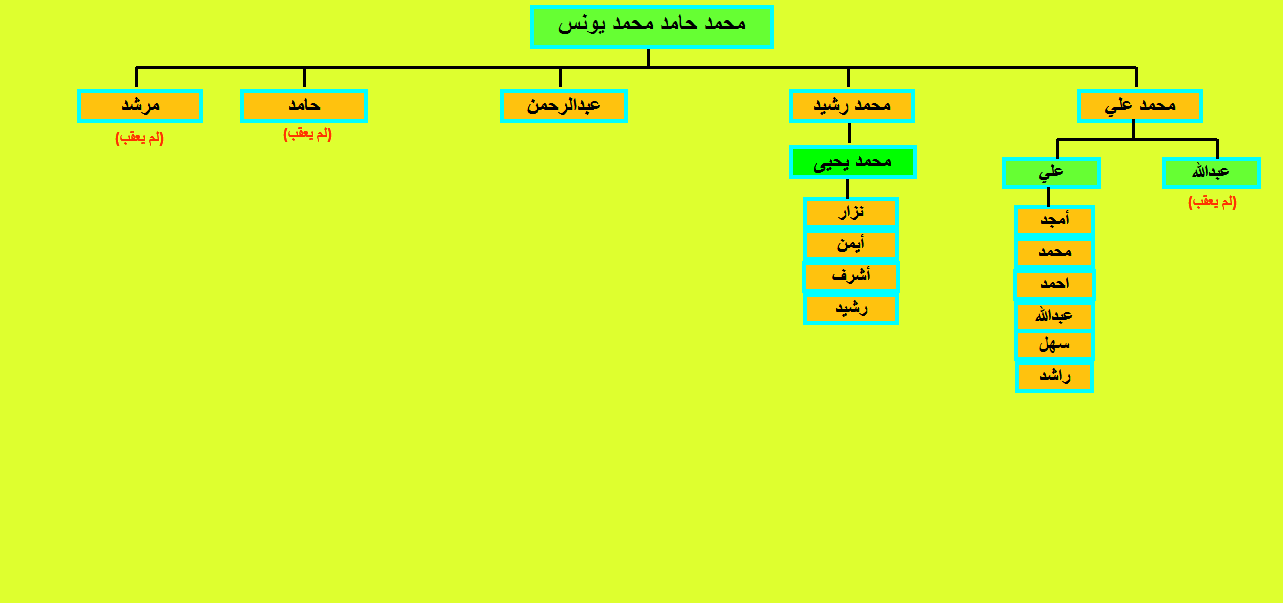 محمد حامد محمد يونس
محمد علي
محمد رشيد
عبدالرحمن
حامد
مرشد
(لم يعقب)
(لم يعقب)
محمد يحيى
عبدالله
علي
(لم يعقب)
نزار
أيمن
أشرف
رشيد
أمجد
محمد
احمد
عبدالله
سهل
راشد